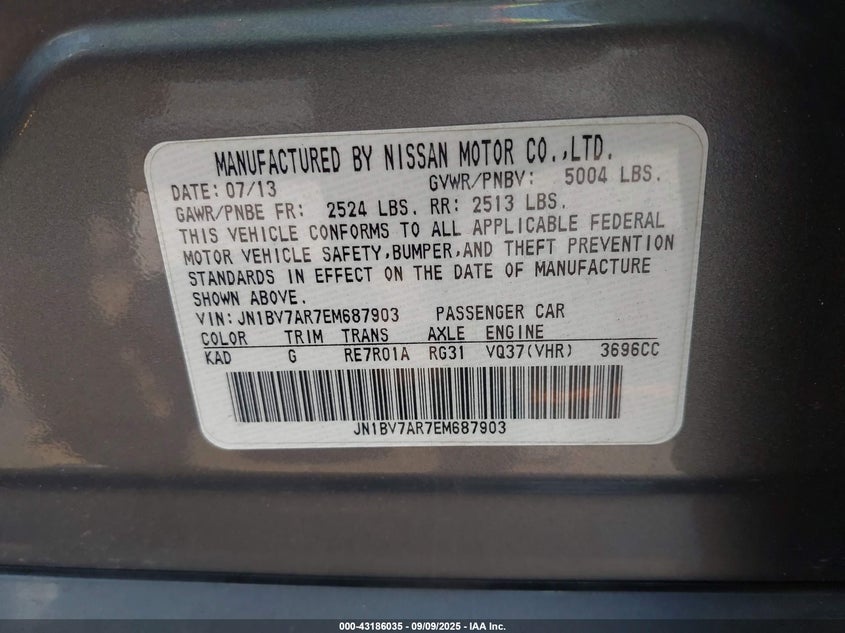 MANUFACTURED BY NISSAN MOTOR CO.,LTD.
DATE: 07/13 GVWR/PNBV: 5004 LBS.
GAWR/PNBE FR: 2524 LBS. RR: 2513 LBS.
THIS VEHICLE CONFORMS TO ALL APPLICABLE FEDERAL
MOTOR VEHICLE SAFETY,BUMPER,AND THEFT PREVENTION
STANDARDS IN EFFECT ON THE DATE OF MANUFACTURE
SHOWN ABOVE.
VIN: JN1BV7AR7EM687903 PASSENGER CAR
COLOR TRIM TRANS AXLE ENGINE
KAD G RE7R01A RG31 VQ37(VHR) 3696CC
JN1BV7AR7EM687903
000-43186035 - 09/09/2025 - IAA Inc.